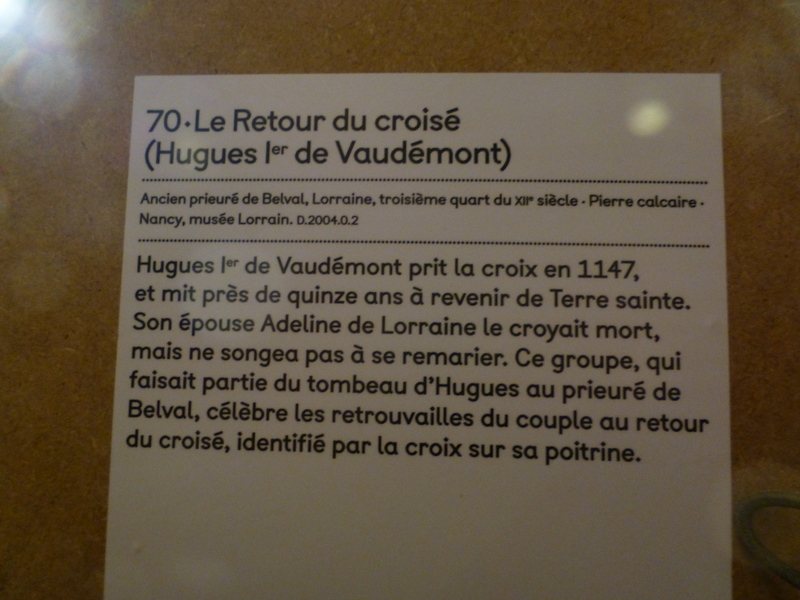 70·Le Retour du croisé
(Hugues Ier de Vaudémont)
Ancien prieuré de Belval, Lorraine, troisième quart du XIIe siècle · Pierre calcaire ·
Nancy, musée Lorrain. D.2004.0.2
Hugues Ier de Vaudémont prit la croix en 1147,
et mit près de quinze ans à revenir de Terre sainte.
Son épouse Adeline de Lorraine le croyait mort,
mais ne songea pas à se remarier. Ce groupe, qui
faisait partie du tombeau d'Hugues au prieuré de
Belval, célèbre les retrouvailles du couple au retour
du croisé, identifié par la croix sur sa poitrine.